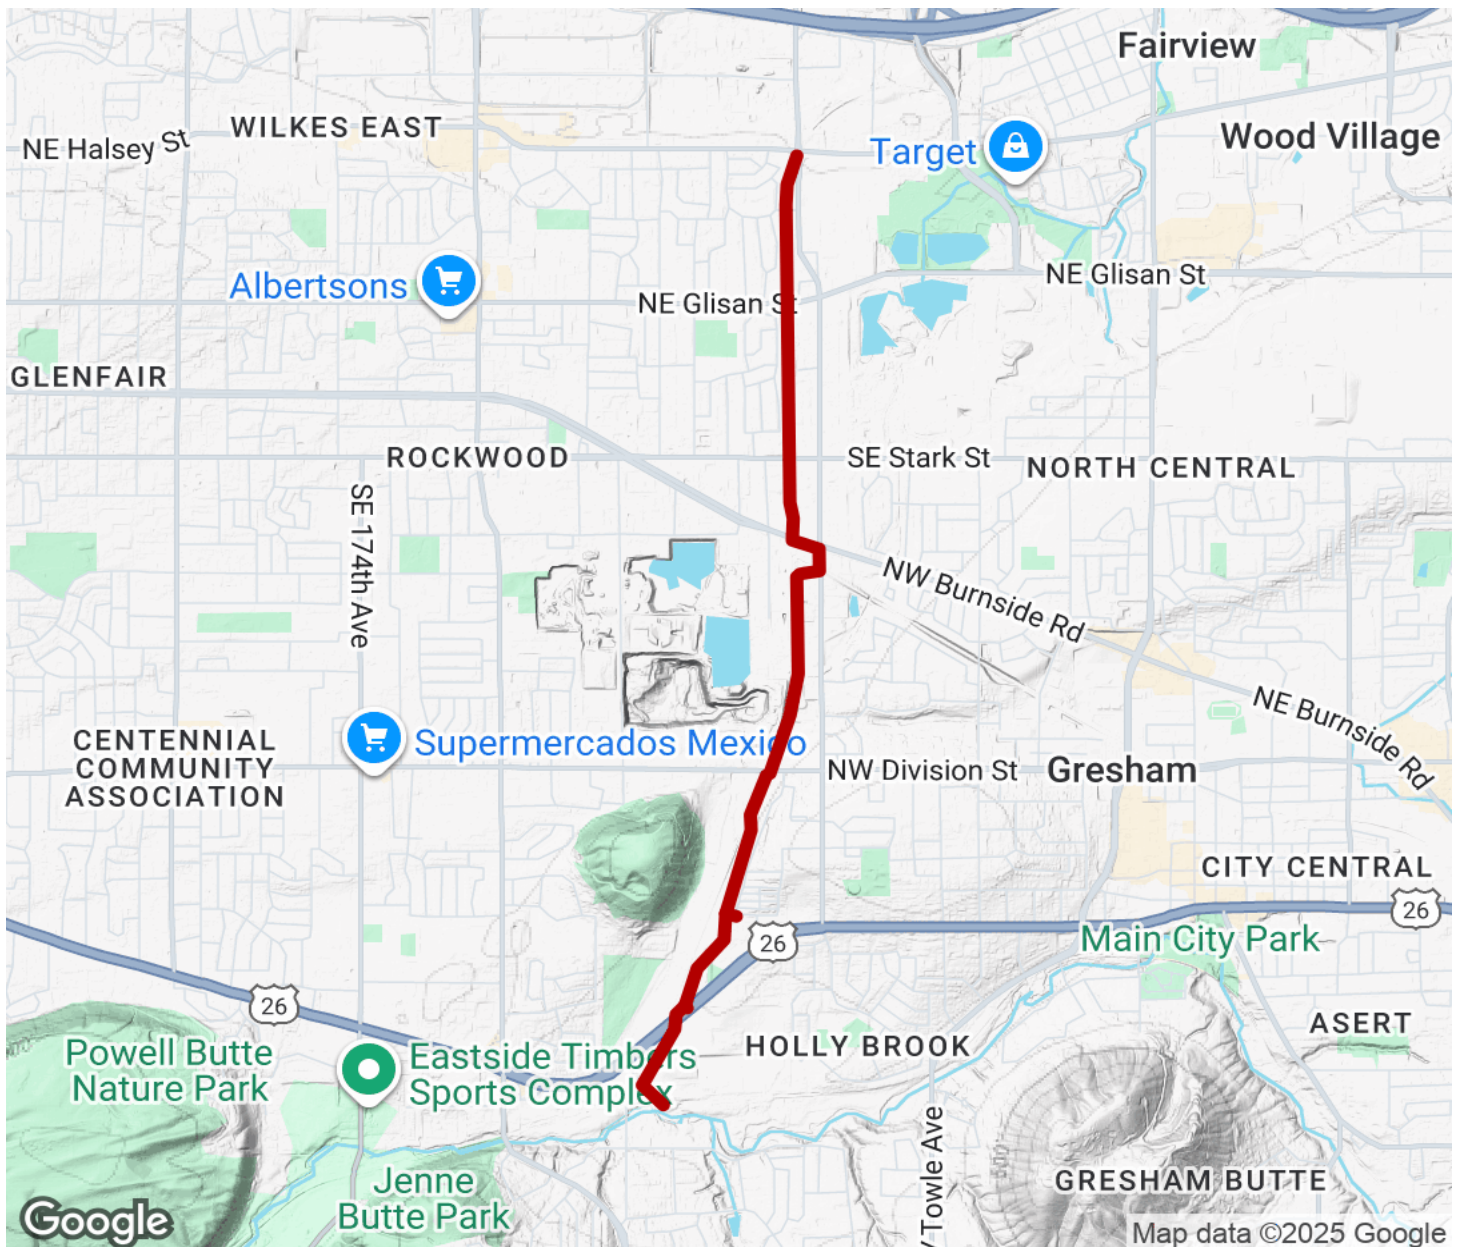 Fairview
WILKES EAST
NE Halsey St
Target
Wood Village
Albertsons
NE Glisan St
NE Glisan St
GLENFAIR
ROCKWOOD
SE Stark St
NORTH CENTRAL
SE 174th Ave
NW Burnside Rd
NE Burnside Rd
CENTENNIAL
COMMUNITY
ASSOCIATION
Supermercados Mexico
NW Division St
Gresham
CITY CENTRAL
26
26
Main City Park
26
ASERT
HOLLY BROOK
Powell Butte
Nature Park
Eastside Timbers
Sports Complex
Towle Ave
GRESHAM BUTTE
Jenne
Butte Park
Google
Map data ©2025 Google